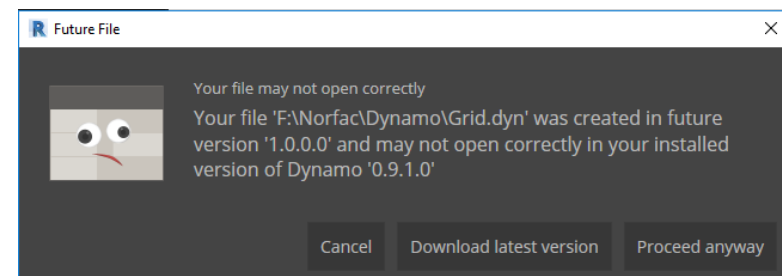 Future File
Your file may not open correctly
Your file 'F:\Norfac\Dynamo\Grid.dyn' was created in future
version '1.0.0.0' and may not open correctly in your installed
version of Dynamo '0.9.1.0'
Cancel
Download latest version
Proceed anyway